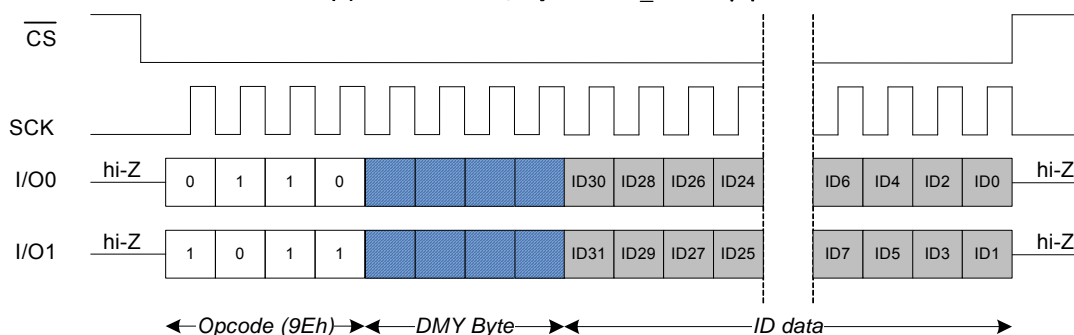 CS
SCK
I/O0 hi-Z 0 1 1 0 ID30 ID28 ID26 ID24 ID6 ID4 ID2 ID0 hi-Z
I/O1 hi-Z 1 0 1 1 ID31 ID29 ID27 ID25 ID7 ID5 ID3 ID1 hi-Z
Opcode (9Eh) DMY Byte ID data